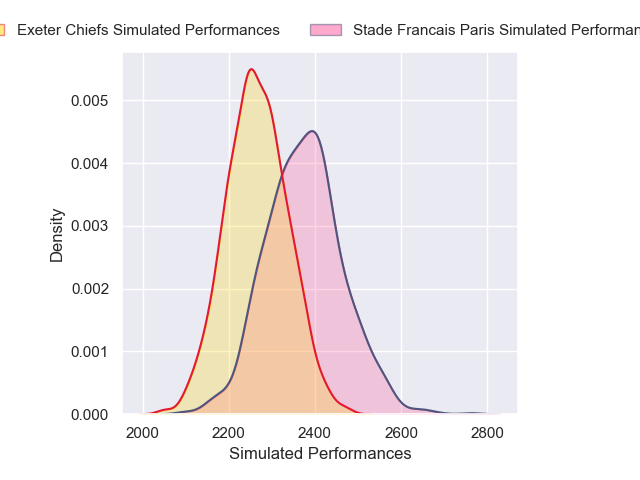 Exeter Chiefs Simulated Performances Stade Francais Paris Simulated
0.005
0.004
0.003
0.002
0.001
0.000
Density
2000 2200 2400 2600 2800
Simulated Performances